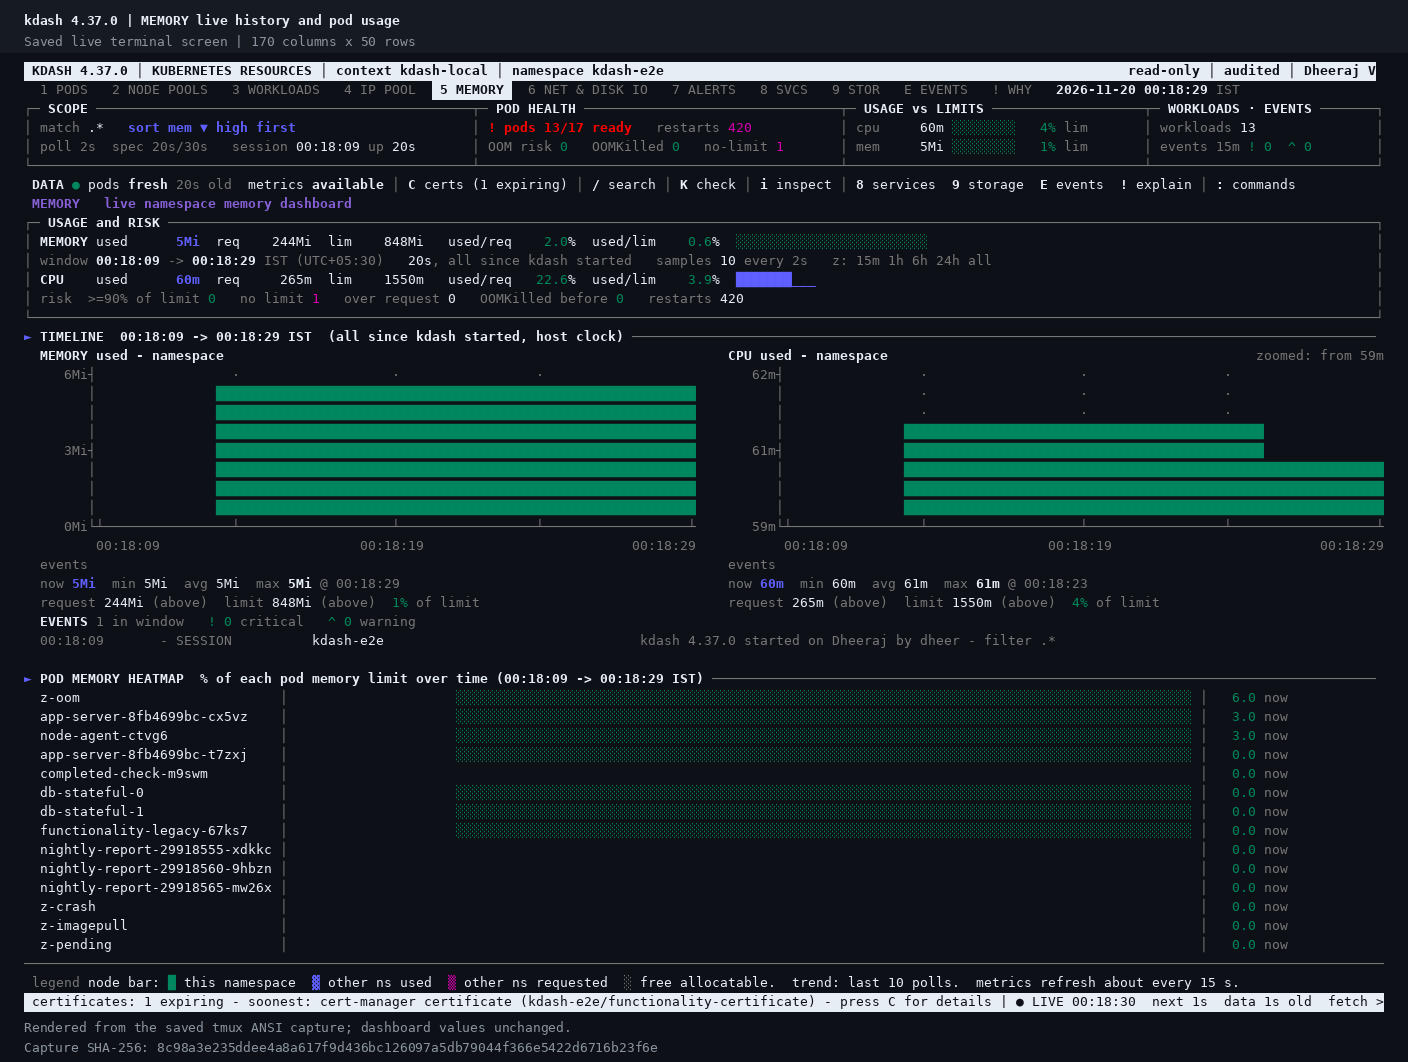 kdash 4.37.0 | MEMORY live history and pod usage
Saved live terminal screen | 170 columns x 50 rows
KDASH 4.37.0 │ KUBERNETES RESOURCES │ context kdash-local │ namespace kdash-e2e read-only │ audited │ Dheeraj V
1 PODS 2 NODE POOLS 3 WORKLOADS 4 IP POOL 5 MEMORY 6 NET & DISK IO 7 ALERTS 8 SVCS 9 STOR E EVENTS ! WHY 2026-11-20 00:18:29 IST
SCOPE POD HEALTH USAGE vs LIMITS WORKLOADS · EVENTS
match .* sort mem ▼ high first │ ! pods 13/17 ready restarts 420 │ cpu 60m 4% lim │ workloads 13
poll 2s spec 20s/30s session 00:18:09 up 20s │ OOM risk 0 OOMKilled 0 no-limit 1 │ mem 5Mi 1% lim │ events 15m ! 0 ^ 0
DATA ● pods fresh 20s old metrics available │ C certs (1 expiring) │ / search │ K check │ i inspect │ 8 services 9 storage E events ! explain │ : commands
MEMORY live namespace memory dashboard
USAGE and RISK
MEMORY used 5Mi req 244Mi lim 848Mi used/req 2.0% used/lim 0.6%
window 00:18:09 -> 00:18:29 IST (UTC+05:30) 20s, all since kdash started samples 10 every 2s z: 15m 1h 6h 24h all
CPU used 60m req 265m lim 1550m used/req 22.6% used/lim 3.9%
risk >=90% of limit 0 no limit 1 over request 0 OOMKilled before 0 restarts 420
► TIMELINE 00:18:09 -> 00:18:29 IST (all since kdash started, host clock)
MEMORY used - namespace CPU used - namespace zoomed: from 59m
6Mi 62m
3Mi 61m
0Mi 59m
00:18:09 00:18:19 00:18:29 00:18:09 00:18:19 00:18:29
events events
now 5Mi min 5Mi avg 5Mi max 5Mi @ 00:18:29 now 60m min 60m avg 61m max 61m @ 00:18:23
request 244Mi (above) limit 848Mi (above) 1% of limit request 265m (above) limit 1550m (above) 4% of limit
EVENTS 1 in window ! 0 critical ^ 0 warning
00:18:09 - SESSION kdash-e2e kdash 4.37.0 started on Dheeraj by dheer - filter .*
► POD MEMORY HEATMAP % of each pod memory limit over time (00:18:09 -> 00:18:29 IST)
z-oom 6.0 now
app-server-8fb4699bc-cx5vz 3.0 now
node-agent-ctvg6 3.0 now
app-server-8fb4699bc-t7zxj 0.0 now
completed-check-m9swm 0.0 now
db-stateful-0 0.0 now
db-stateful-1 0.0 now
functionality-legacy-67ks7 0.0 now
nightly-report-29918555-xdkkc 0.0 now
nightly-report-29918560-9hbzn 0.0 now
nightly-report-29918565-mw26x 0.0 now
z-crash 0.0 now
z-imagepull 0.0 now
z-pending 0.0 now
legend node bar: █ this namespace ▓ other ns used ▒ other ns requested ░ free allocatable. trend: last 10 polls. metrics refresh about every 15 s.
certificates: 1 expiring - soonest: cert-manager certificate (kdash-e2e/functionality-certificate) - press C for details | ● LIVE 00:18:30 next 1s data 1s old fetch >
Rendered from the saved tmux ANSI capture; dashboard values unchanged.
Capture SHA-256: 8c98a3e235ddee4a8a617f9d436bc126097a5db79044f366e5422d6716b23f6e